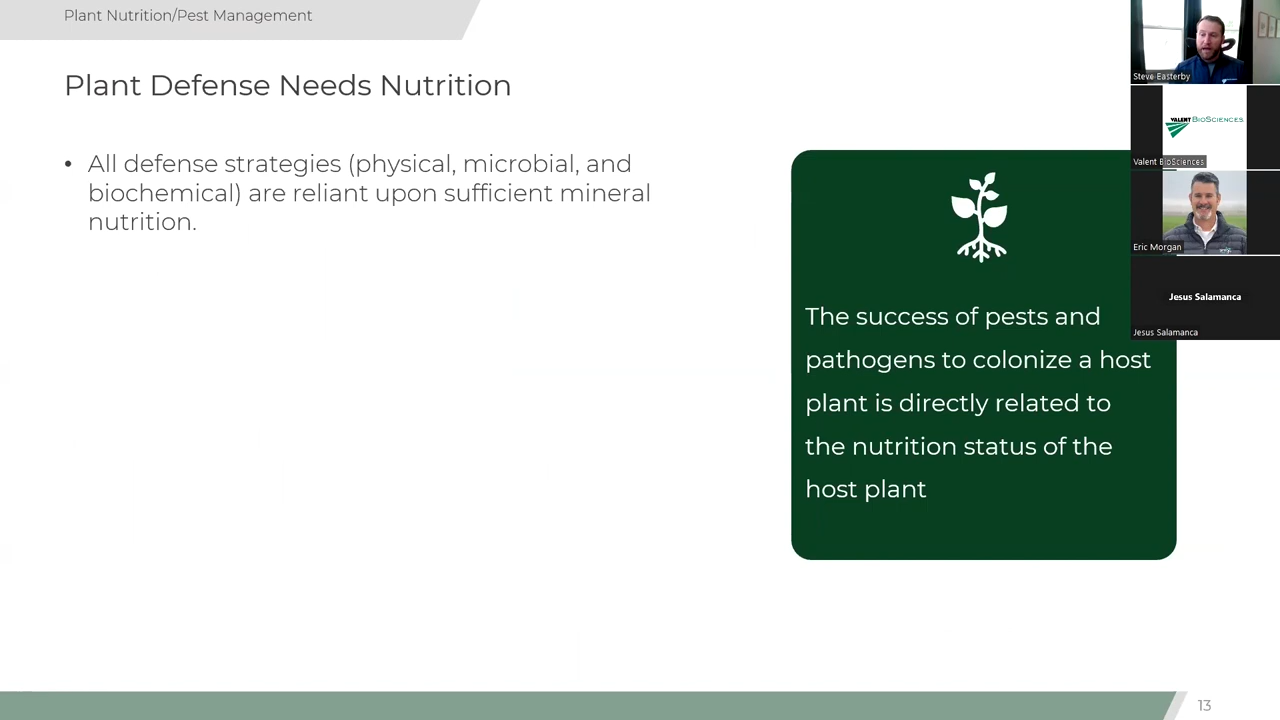 Plant Nutrition/Pest Management
Plant Defense Needs Nutrition
• All defense strategies (physical, microbial, and
biochemical) are reliant upon sufficient mineral
nutrition.
The success of pests and
pathogens to colonize a host
plant is directly related to
the nutrition status of the
host plant
Steve Easterby
VALENT BIOSCIENCES
Valent BioSciences
Eric Morgan
Jesus Salamanca
Jesus Salamanca
13